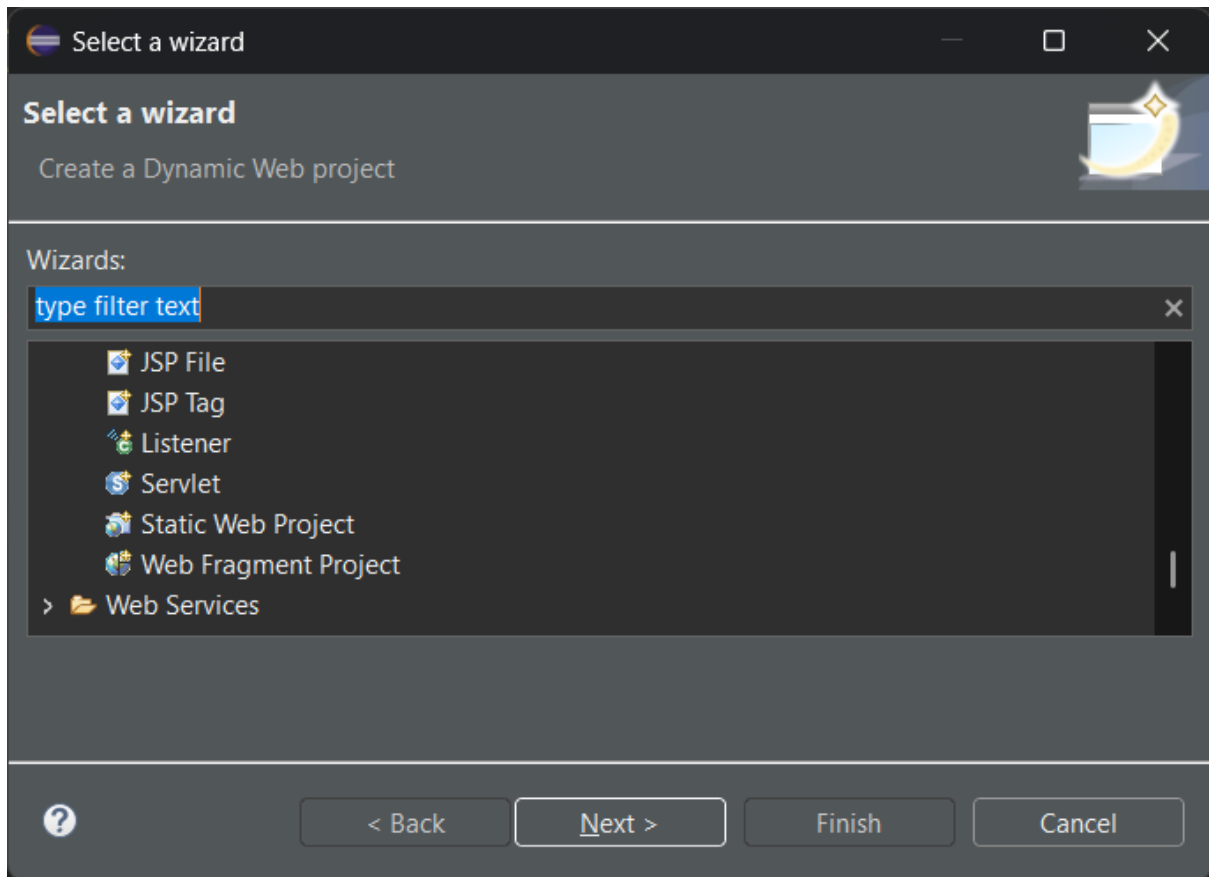 Select a wizard
Select a wizard
Create a Dynamic Web project
Wizards:
type filter text
JSP File
JSP Tag
Listener
Servlet
Static Web Project
Web Fragment Project
Web Services
< Back
Next >
Finish
Cancel